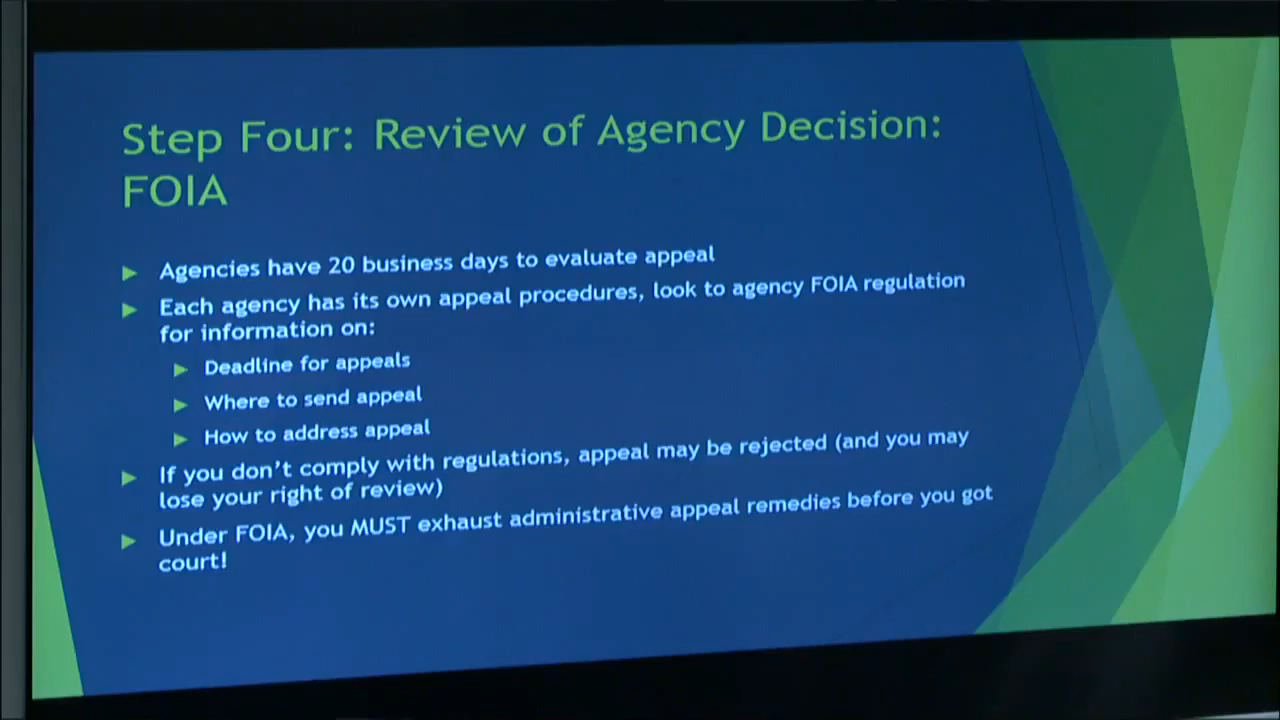 Step Four: Review of Agency Decision:
FOIA
Agencies have 20 business days to evaluate appeal
Each agency has its own appeal procedures, look to agency FOIA regulation
for information on:
Deadline for appeals
Where to send appeal
How to address appeal
If you don't comply with regulations, appeal may be rejected (and you may
lose your right of review)
Under FOIA, you MUST exhaust administrative appeal remedies before you got
court!